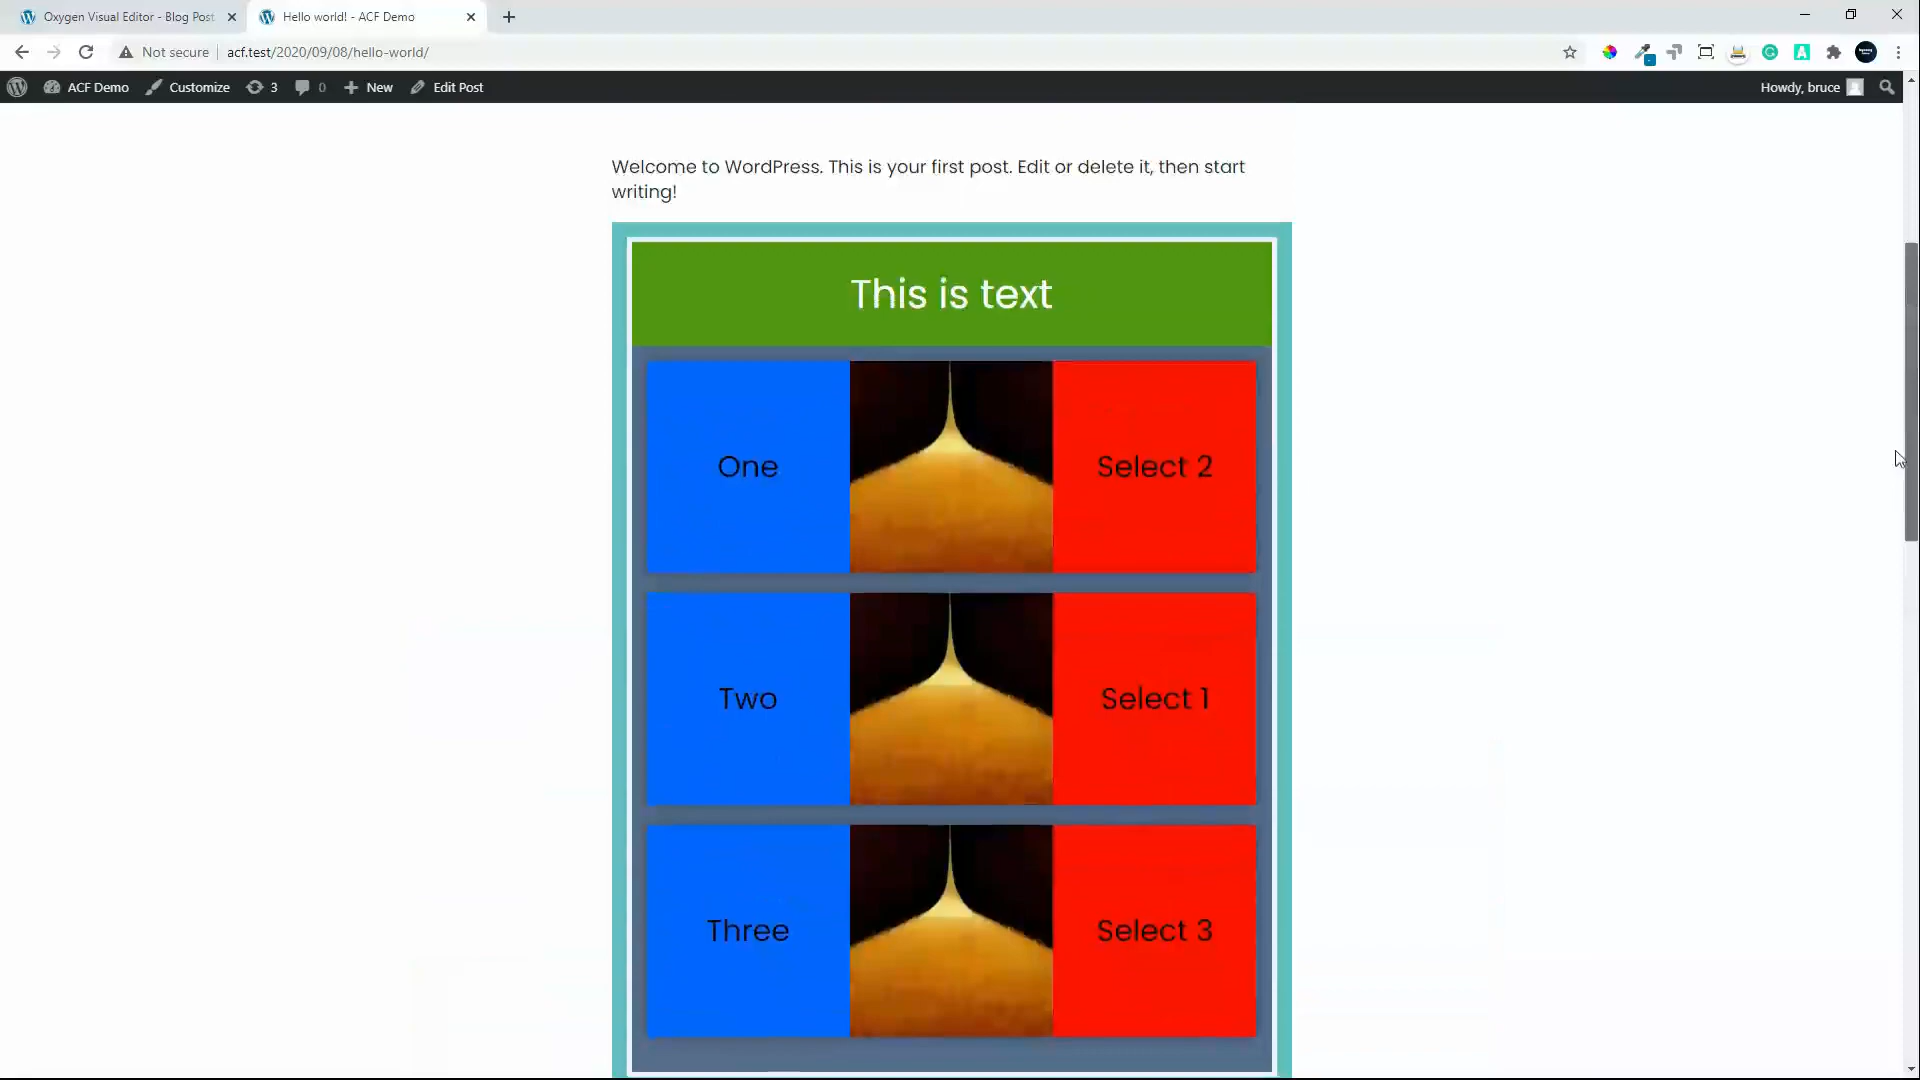 Oxygen Visual Editor - Blog Post
Hello world! - ACF Demo
Not secure
acf.test/2020/09/08/hello-world/
ACF Demo
Customize
3
0
New
Edit Post
Howdy, bruce
Welcome to WordPress. This is your first post. Edit or delete it, then start
writing!
This is text
One
Select 2
Two
Select 1
Three
Select 3